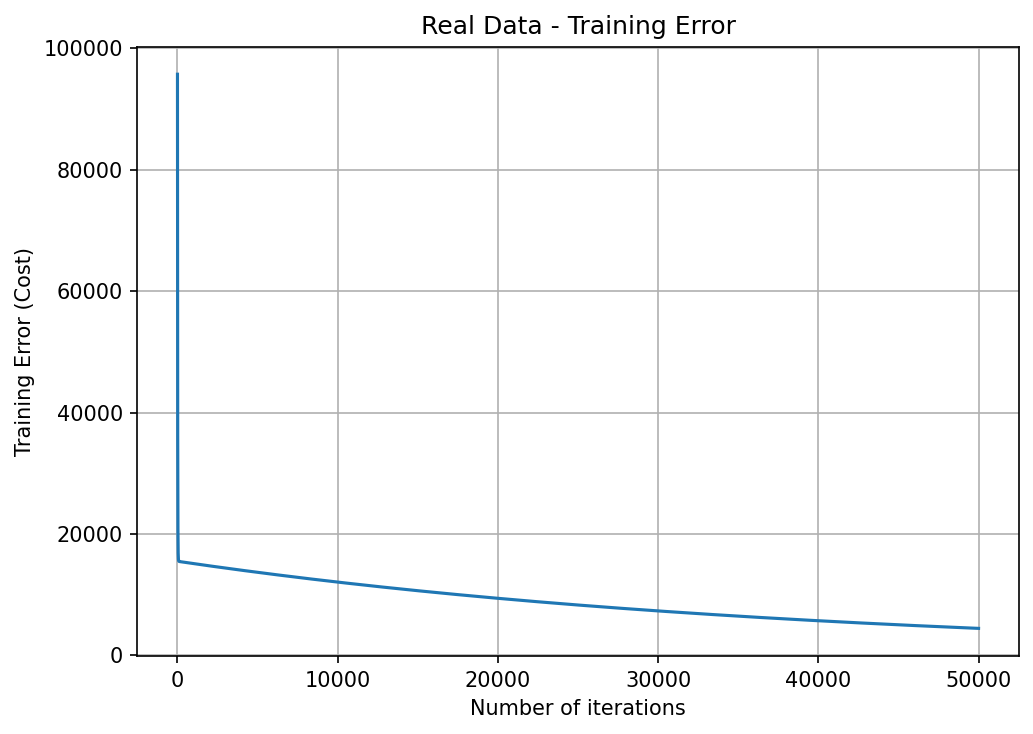 Real Data - Training Error
100000
80000
60000
40000
20000
0
Training Error (Cost)
0 10000 20000 30000 40000 50000
Number of iterations